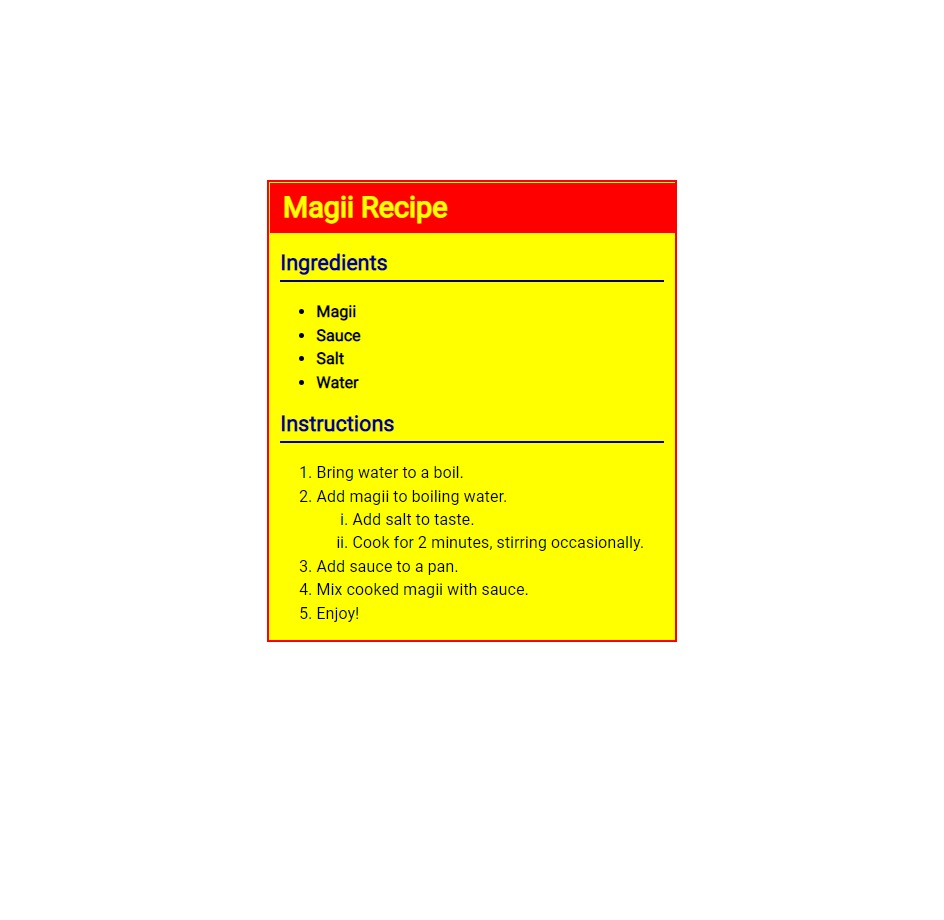 Magii Recipe
Ingredients
• Magii
• Sauce
• Salt
• Water
Instructions
1. Bring water to a boil.
2. Add magii to boiling water.
i. Add salt to taste.
ii. Cook for 2 minutes, stirring occasionally.
3. Add sauce to a pan.
4. Mix cooked magii with sauce.
5. Enjoy!